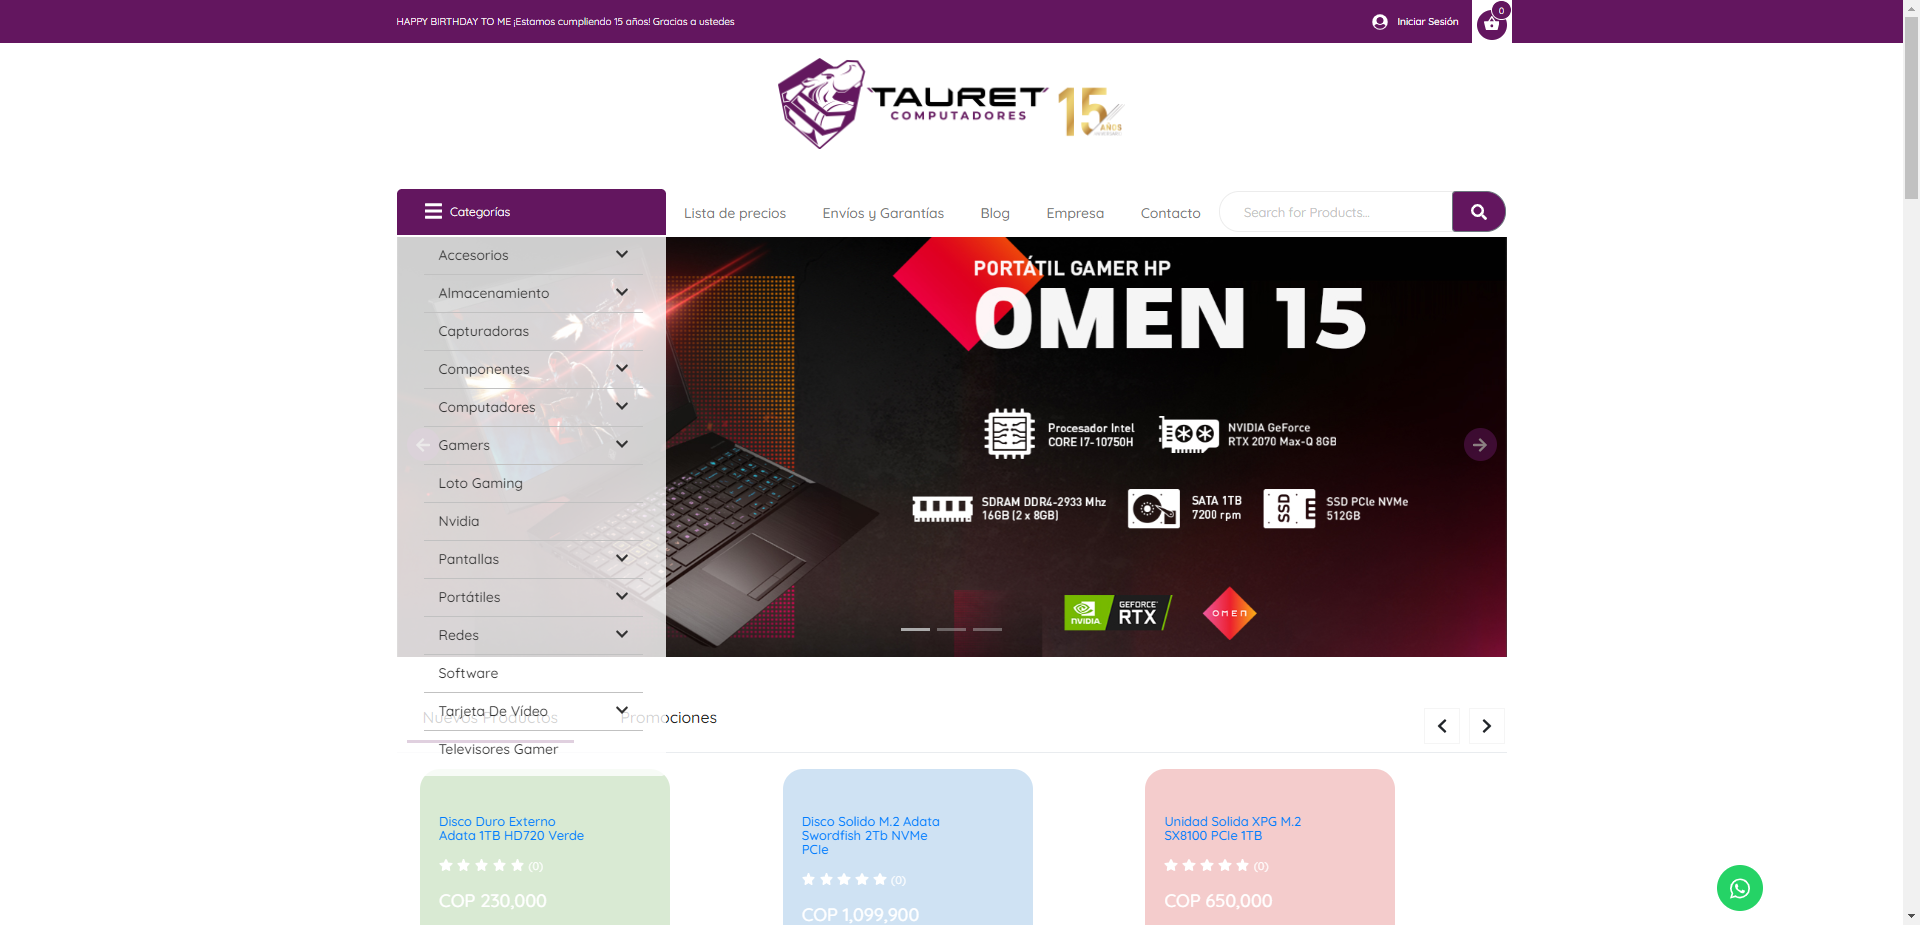 HAPPY BIRTHDAY TO ME ¡Estamos cumpliendo 15 años! Gracias a ustedes
Iniciar Sesión
0
TAURET
COMPUTADORES
15
AÑOS
Categorías
Lista de precios
Envíos y Garantías
Blog
Empresa
Contacto
Search for Products...
Accesorios
Almacenamiento
Capturadoras
Componentes
Computadores
Gamers
Loto Gaming
Nvidia
Pantallas
Portátiles
Redes
Software
Tarjeta De Vídeo
Televisores Gamer
PORTÁTIL GAMER HP
OMEN 15
Procesador Intel
CORE I7-10750H
NVIDIA GeForce
RTX 2070 Max-Q 8GB
SDRAM DDR4-2933 Mhz
16GB (2 x 8GB)
SATA 1TB
7200 rpm
SSD
SSD PCIe NVMe
512GB
NVIDIA
GEFORCE
RTX
OMEN
Nuevos Productos
Promociones
Disco Duro Externo
Adata 1TB HD720 Verde
(0)
COP 230,000
Disco Solido M.2 Adata
Swordfish 2Tb NVMe
PCIe
(0)
COP 1,099,900
Unidad Solida XPG M.2
SX8100 PCIe 1TB
(0)
COP 650,000